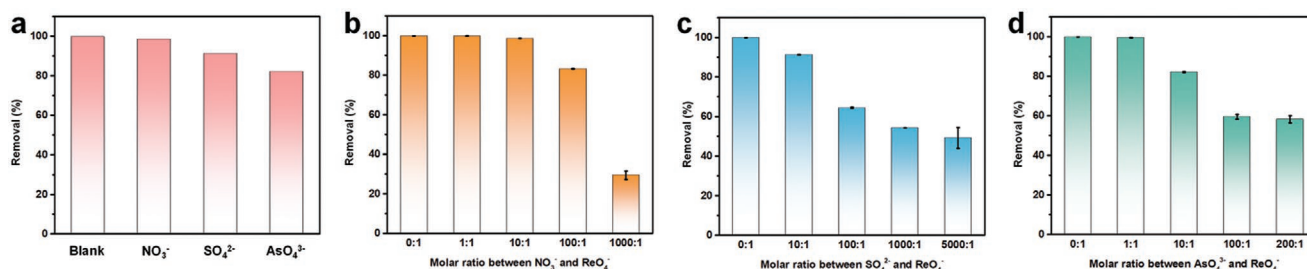 a
Removal (%)
100
80
60
40
20
0
Blank NO₃⁻ SO₄²⁻ AsO₄³⁻
b
Removal (%)
100
80
60
40
20
0
0:1 1:1 10:1 100:1 1000:1
Molar ratio between NO₃⁻ and ReO₄⁻
c
Removal (%)
100
80
60
40
20
0
0:1 10:1 100:1 1000:1 5000:1
Molar ratio between SO₄²⁻ and ReO₄⁻
d
Removal (%)
100
80
60
40
20
0
0:1 1:1 10:1 100:1 200:1
Molar ratio between AsO₄³⁻ and ReO₄⁻